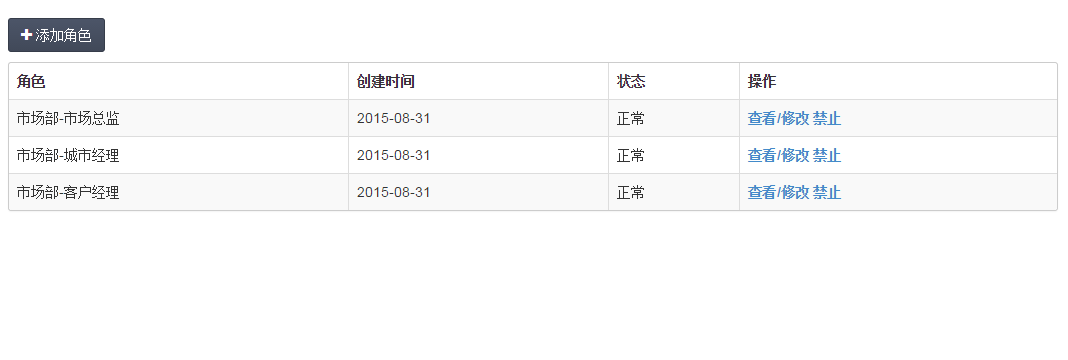 添加角色
角色 创建时间 状态 操作
市场部-市场总监 2015-08-31 正常 查看/修改 禁止
市场部-城市经理 2015-08-31 正常 查看/修改 禁止
市场部-客户经理 2015-08-31 正常 查看/修改 禁止